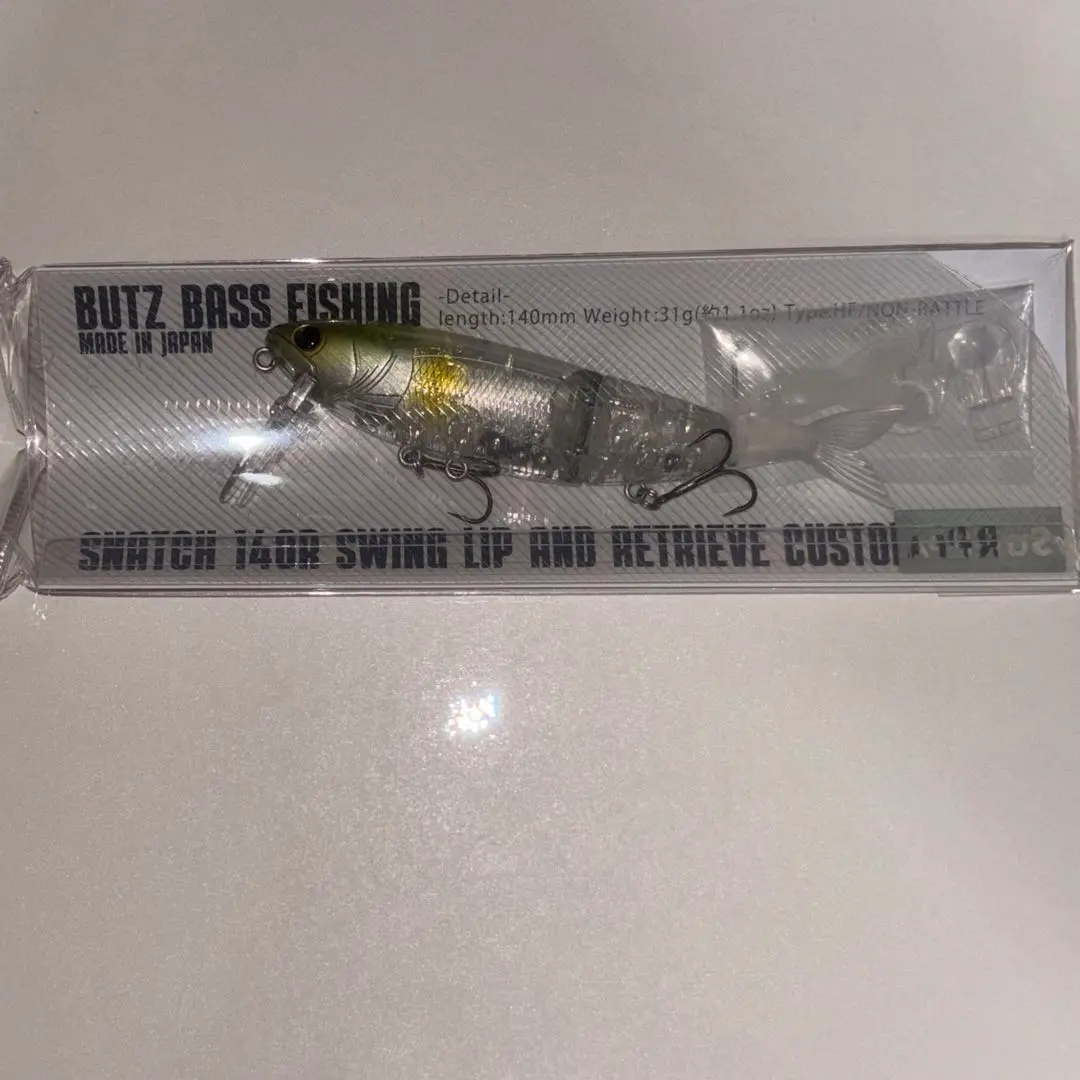 BUTZ BASS FISHING
MADE IN JAPAN
-Detail-
length:140mm Weight:31g(約1.1oz) Type:HF/NON-RATTLE
SNATCH 140R SWING LIP AND RETRIEVE CUSTOM